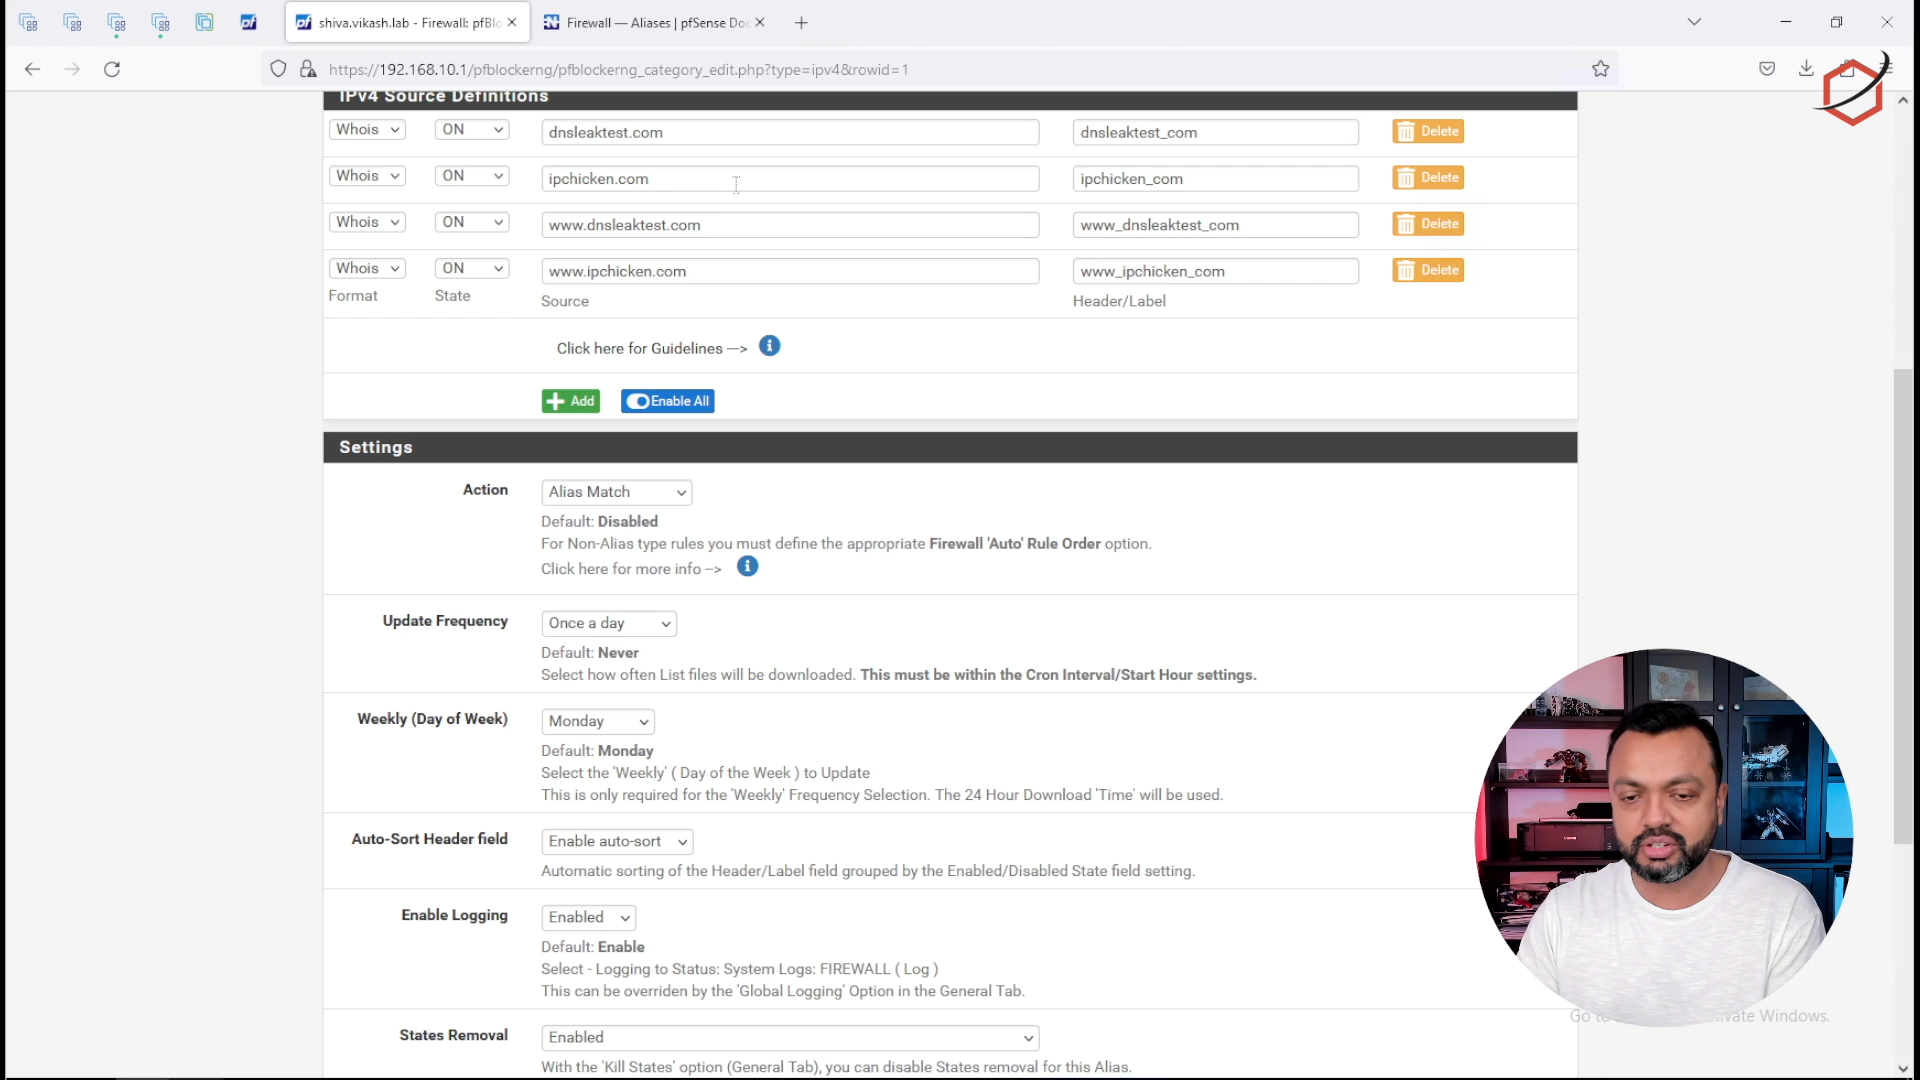 shiva.vikash.lab - Firewall: pfBlo
Firewall — Aliases | pfSense Doc
https://192.168.10.1/pfblockerng/pfblockerng_category_edit.php?type=ipv4&rowid=1
IPv4 Source Definitions
Whois ON dnsleaktest.com dnsleaktest_com Delete
Whois ON ipchicken.com ipchicken_com Delete
Whois ON www.dnsleaktest.com www_dnsleaktest_com Delete
Whois ON www.ipchicken.com www_ipchicken_com Delete
Format State Source Header/Label
Click here for Guidelines —>
Add Enable All
Settings
Action Alias Match
Default: Disabled
For Non-Alias type rules you must define the appropriate Firewall 'Auto' Rule Order option.
Click here for more info –>
Update Frequency Once a day
Default: Never
Select how often List files will be downloaded. This must be within the Cron Interval/Start Hour settings.
Weekly (Day of Week) Monday
Default: Monday
Select the 'Weekly' ( Day of the Week ) to Update
This is only required for the 'Weekly' Frequency Selection. The 24 Hour Download 'Time' will be used.
Auto-Sort Header field Enable auto-sort
Automatic sorting of the Header/Label field grouped by the Enabled/Disabled State field setting.
Enable Logging Enabled
Default: Enable
Select - Logging to Status: System Logs: FIREWALL ( Log )
This can be overriden by the 'Global Logging' Option in the General Tab.
Go to vate Windows.
States Removal Enabled
With the 'Kill States' option (General Tab), you can disable States removal for this Alias.